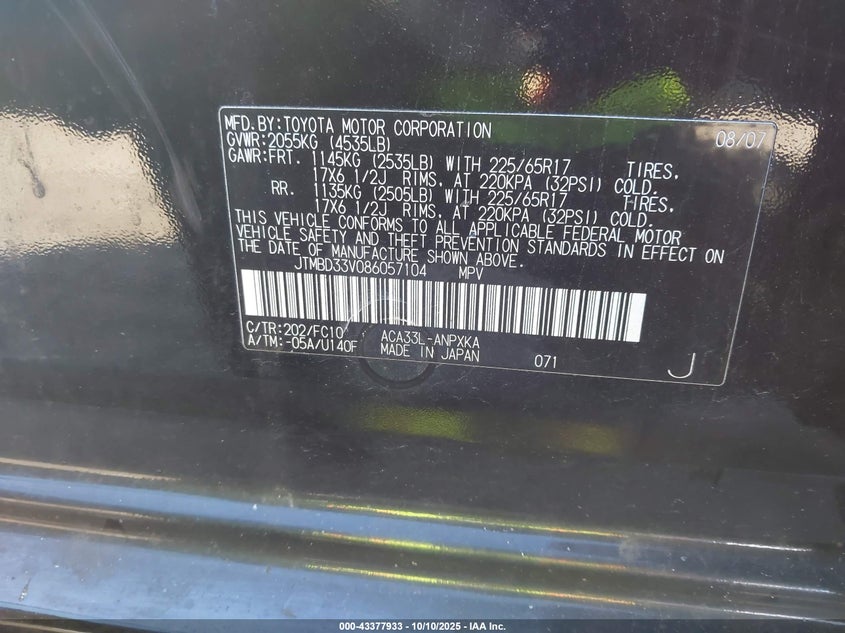 MFD.BY:TOYOTA MOTOR CORPORATION 08/07
GVWR:2055KG (4535LB)
GAWR:FRT. 1145KG (2535LB) WITH 225/65R17 TIRES,
17X6 1/2J RIMS, AT 220KPA (32PSI) COLD.
RR. 1135KG (2505LB) WITH 225/65R17 TIRES,
17X6 1/2J RIMS, AT 220KPA (32PSI) COLD.
THIS VEHICLE CONFORMS TO ALL APPLICABLE FEDERAL MOTOR
VEHICLE SAFETY AND THEFT PREVENTION STANDARDS IN EFFECT ON
THE DATE OF MANUFACTURE SHOWN ABOVE.
JTMBD33V086057104 MPV
C/TR:202/FC10 ACA33L-ANPXKA
A/TM:-05A/U140F MADE IN JAPAN 071 J
000-43377933 - 10/10/2025 - IAA Inc.